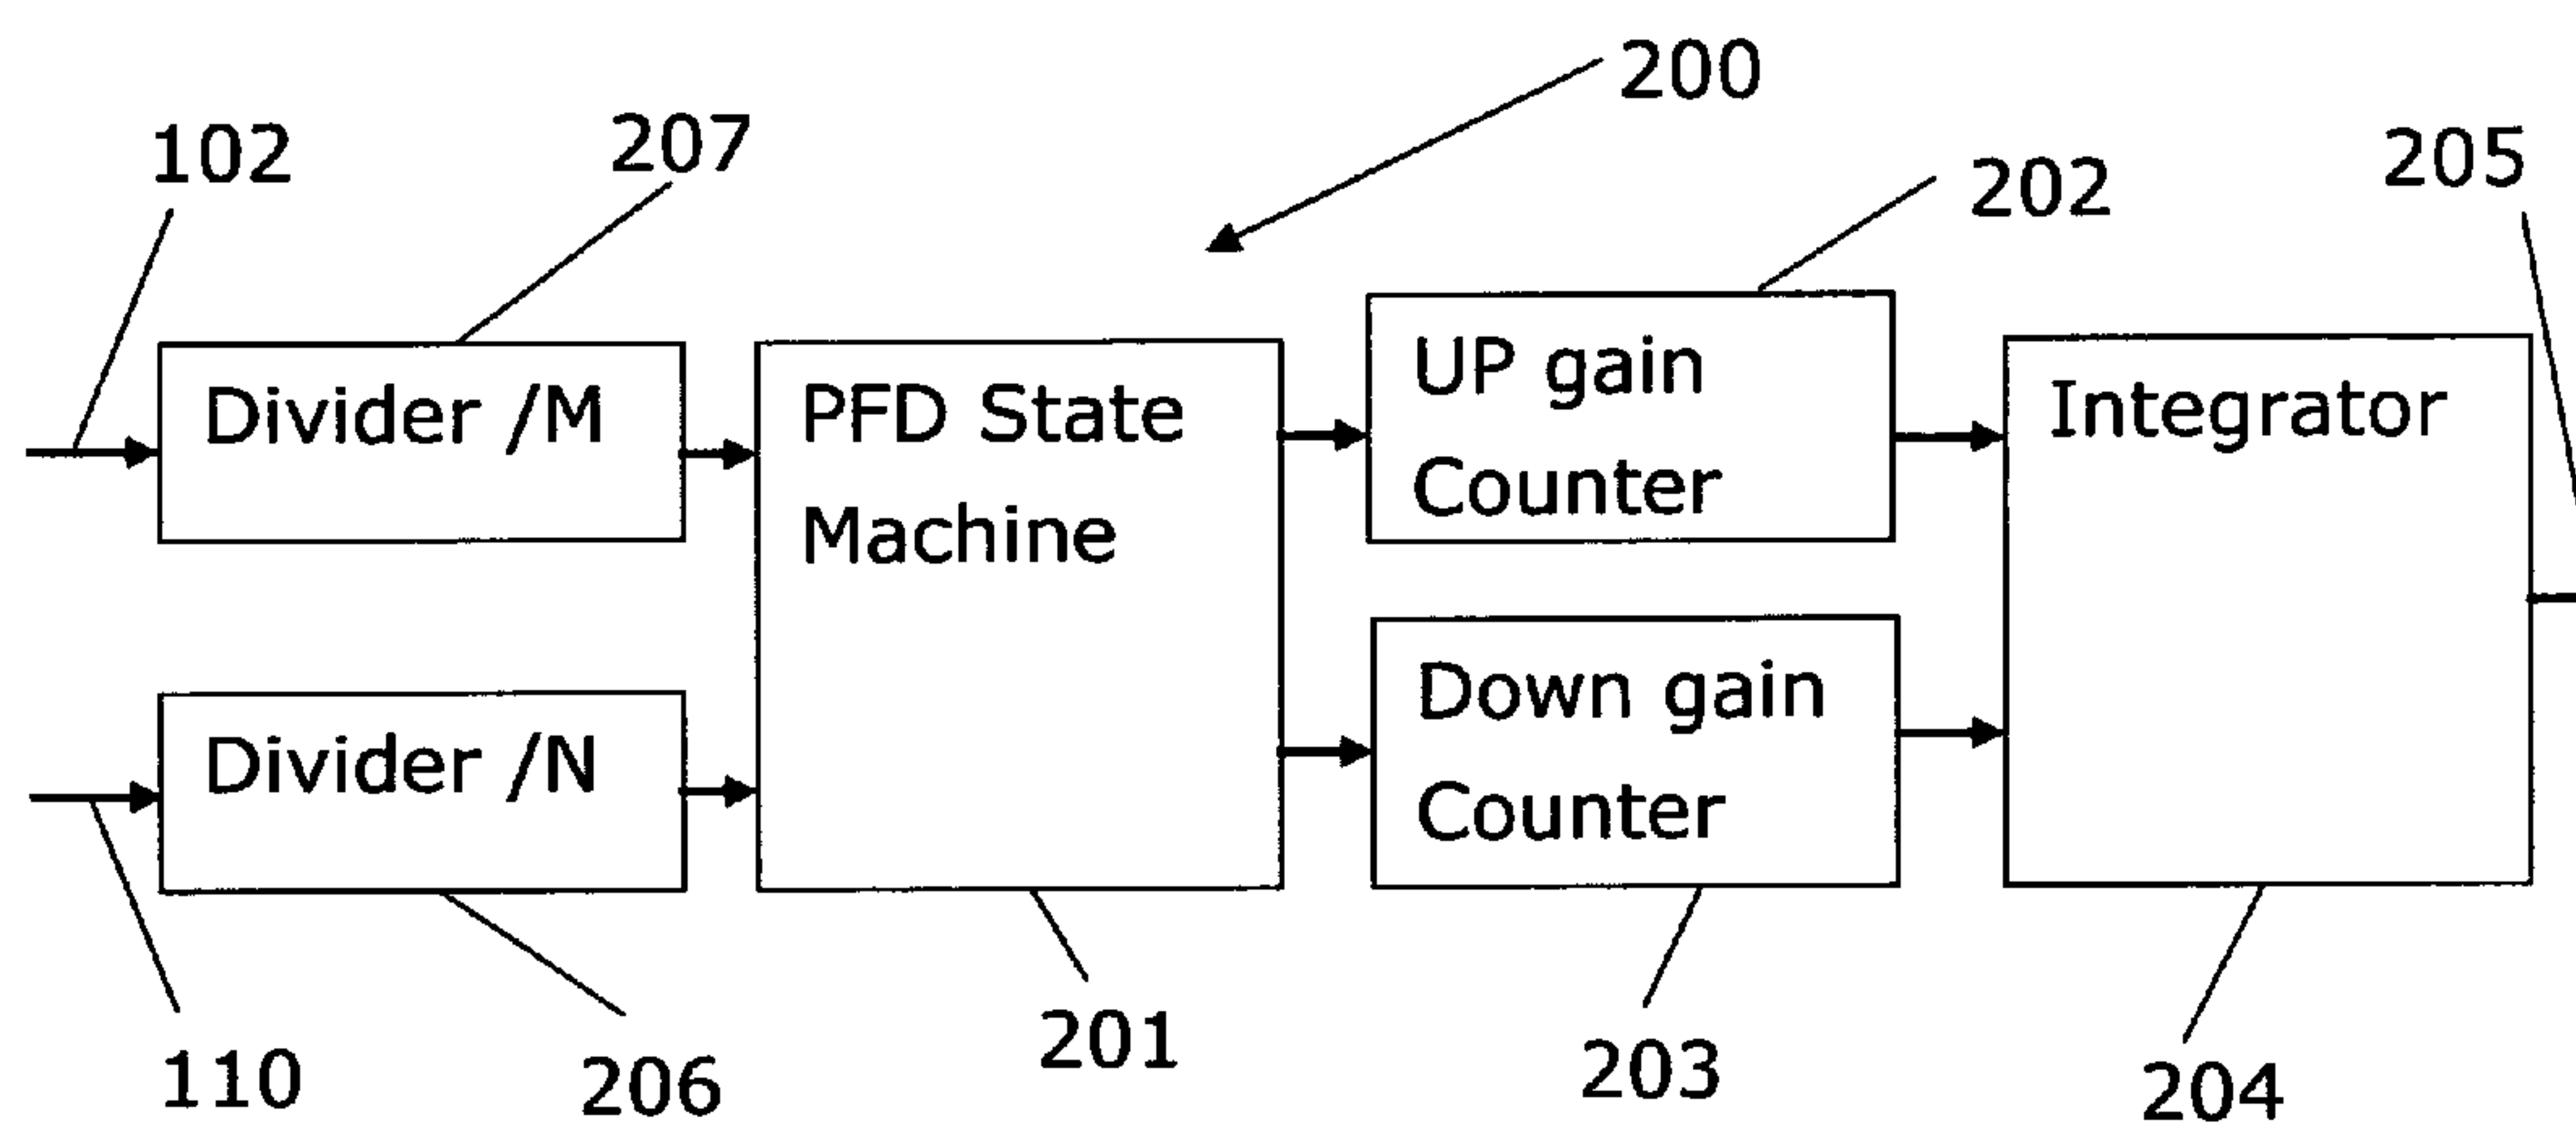 200
102
207
202
205
Divider /M
PFD State
Machine
UP gain
Counter
Integrator
Divider /N
Down gain
Counter
110
206
201
203
204